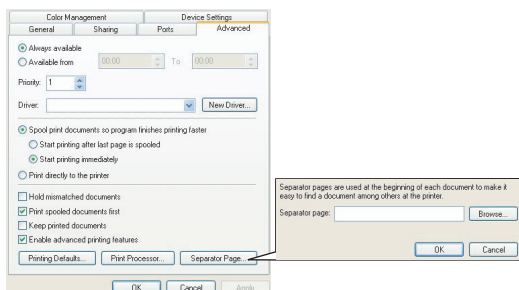 Color Management Device Settings
General Sharing Ports Advanced
Always available
Available from 00:00 To 00:00
Priority: 1
Driver: New Driver...
Spool print documents so program finishes printing faster
Start printing after last page is spooled
Start printing immediately
Print directly to the printer
Hold mismatched documents
Print spooled documents first
Keep printed documents
Enable advanced printing features
Printing Defaults... Print Processor... Separator Page...
OK Cancel Apply
Separator pages are used at the beginning of each document to make it
easy to find a document among others at the printer.
Separator page: Browse...
OK Cancel